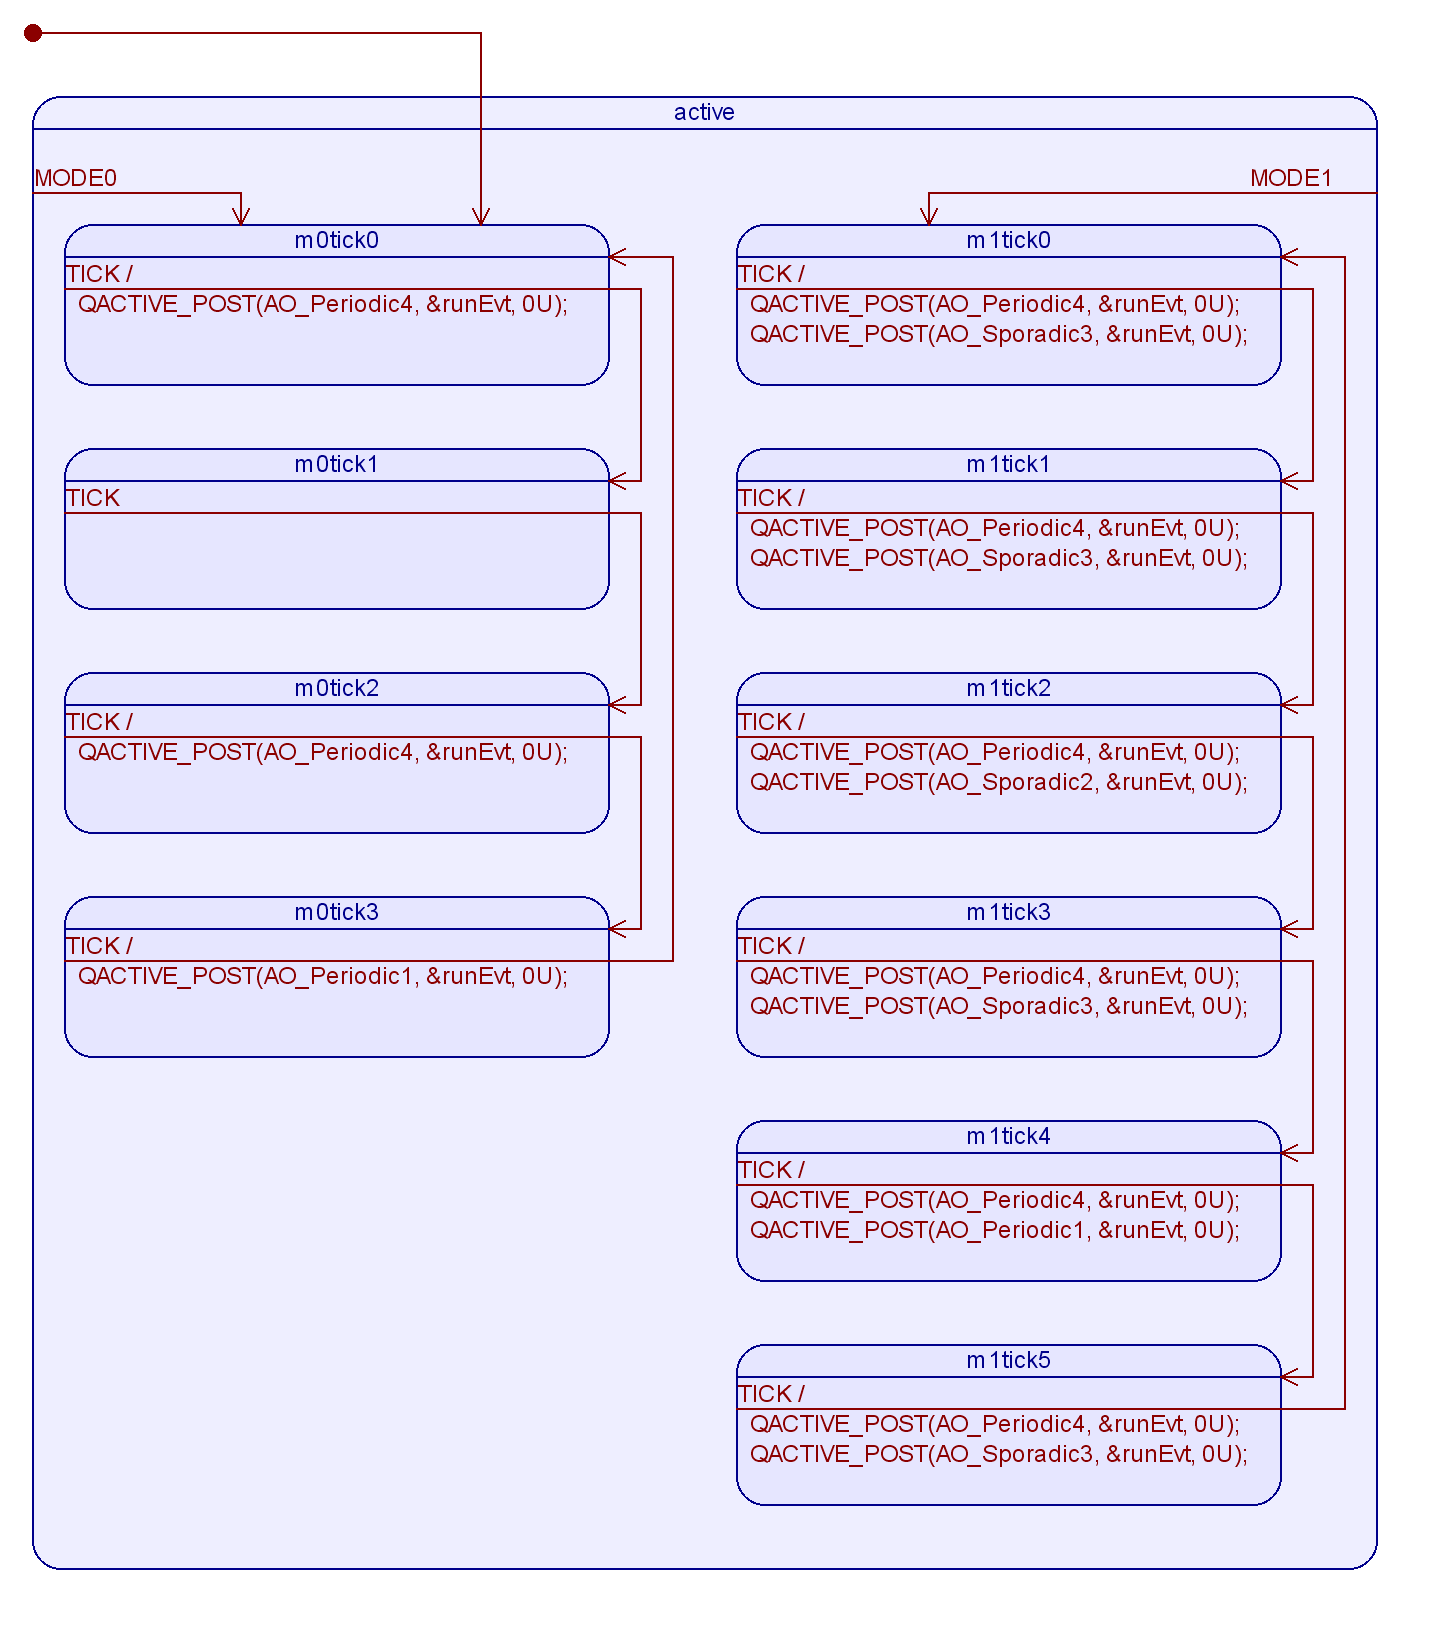 active
MODE0
MODE1
m0tick0
TICK /
QACTIVE_POST(AO_Periodic4, &runEvt, 0U);
m0tick1
TICK
m0tick2
TICK /
QACTIVE_POST(AO_Periodic4, &runEvt, 0U);
m0tick3
TICK /
QACTIVE_POST(AO_Periodic1, &runEvt, 0U);
m1tick0
TICK /
QACTIVE_POST(AO_Periodic4, &runEvt, 0U);
QACTIVE_POST(AO_Sporadic3, &runEvt, 0U);
m1tick1
TICK /
QACTIVE_POST(AO_Periodic4, &runEvt, 0U);
QACTIVE_POST(AO_Sporadic3, &runEvt, 0U);
m1tick2
TICK /
QACTIVE_POST(AO_Periodic4, &runEvt, 0U);
QACTIVE_POST(AO_Sporadic2, &runEvt, 0U);
m1tick3
TICK /
QACTIVE_POST(AO_Periodic4, &runEvt, 0U);
QACTIVE_POST(AO_Sporadic3, &runEvt, 0U);
m1tick4
TICK /
QACTIVE_POST(AO_Periodic4, &runEvt, 0U);
QACTIVE_POST(AO_Periodic1, &runEvt, 0U);
m1tick5
TICK /
QACTIVE_POST(AO_Periodic4, &runEvt, 0U);
QACTIVE_POST(AO_Sporadic3, &runEvt, 0U);